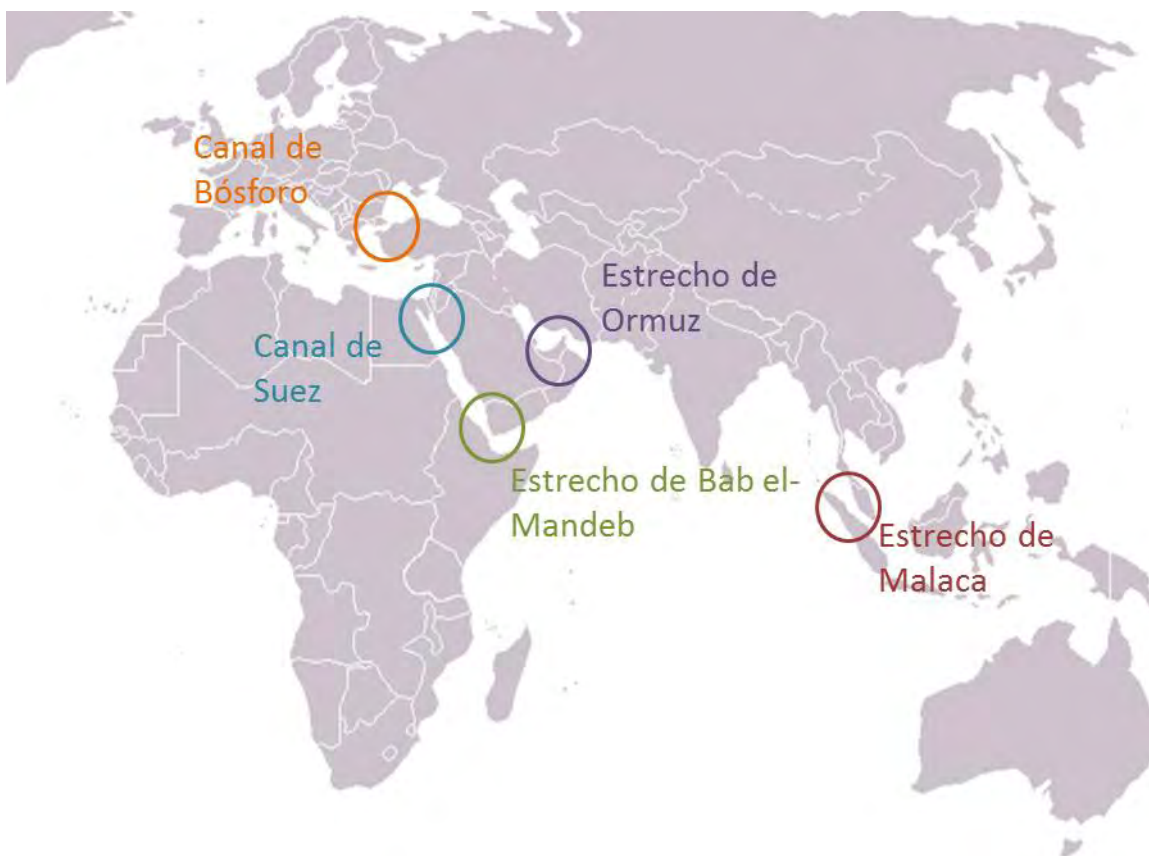 Canal de
Bósforo
Estrecho de
Ormuz
Canal de
Suez
Estrecho de Bab el-
Mandeb
Estrecho de
Malaca